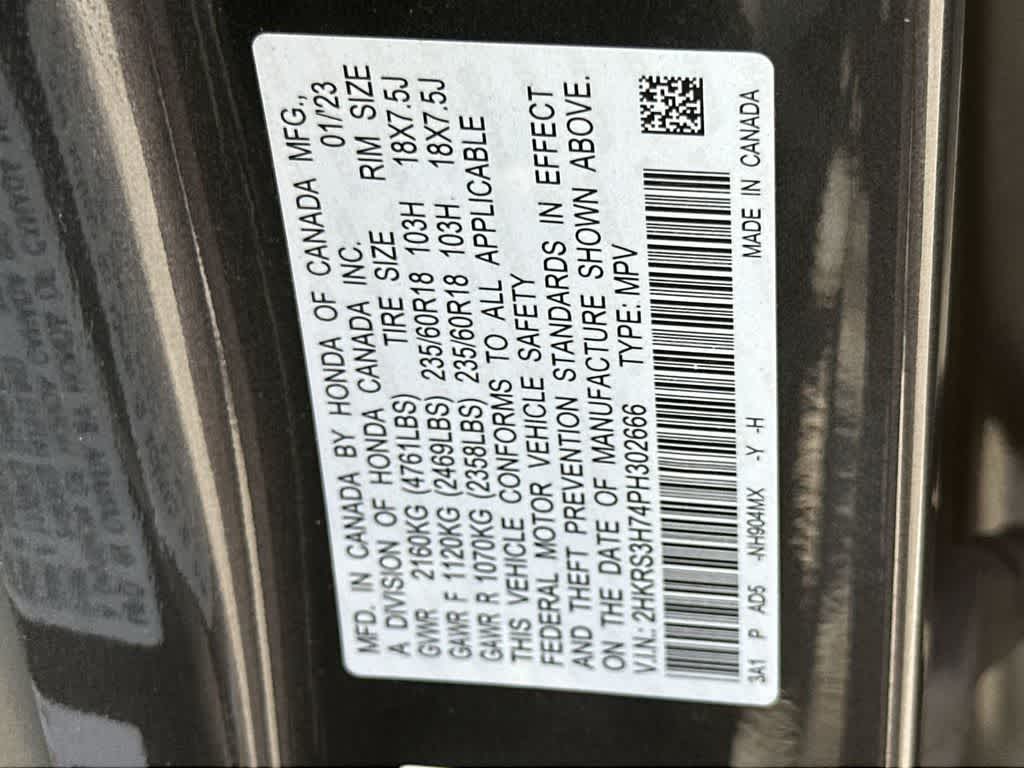 MFD. IN CANADA BY HONDA OF CANADA MFG.,
A DIVISION OF HONDA CANADA INC. 01/23
GVWR 2160KG (4761LBS) TIRE SIZE RIM SIZE
GAWR F 1120KG (2469LBS) 235/60R18 103H 18X7.5J
GAWR R 1070KG (2358LBS) 235/60R18 103H 18X7.5J
THIS VEHICLE CONFORMS TO ALL APPLICABLE
FEDERAL MOTOR VEHICLE SAFETY
AND THEFT PREVENTION STANDARDS IN EFFECT
ON THE DATE OF MANUFACTURE SHOWN ABOVE.
V.I.N.: 2HKRS3H74PH302666 TYPE: MPV
3A1 P AD5 -NH904MX -Y -H MADE IN CANADA